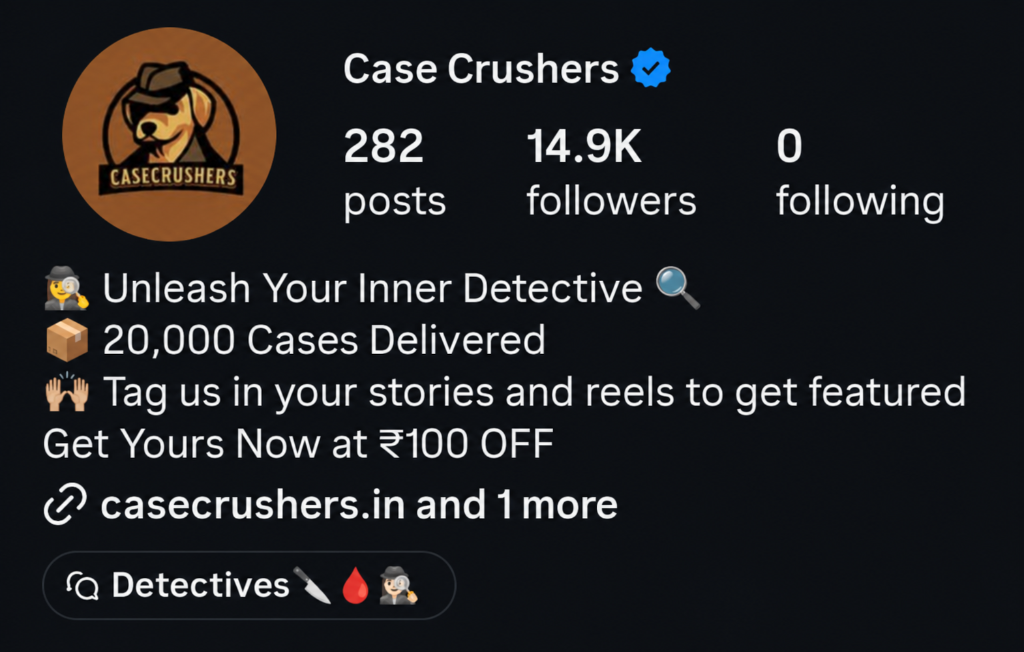 CASECRUSHERS
Case Crushers
282 14.9K 0
posts followers following
🕵️‍♀️ Unleash Your Inner Detective 🔍
📦 20,000 Cases Delivered
🙌🏼 Tag us in your stories and reels to get featured
Get Yours Now at ₹100 OFF
casecrushers.in and 1 more
Detectives🔪🩸🕵🏻